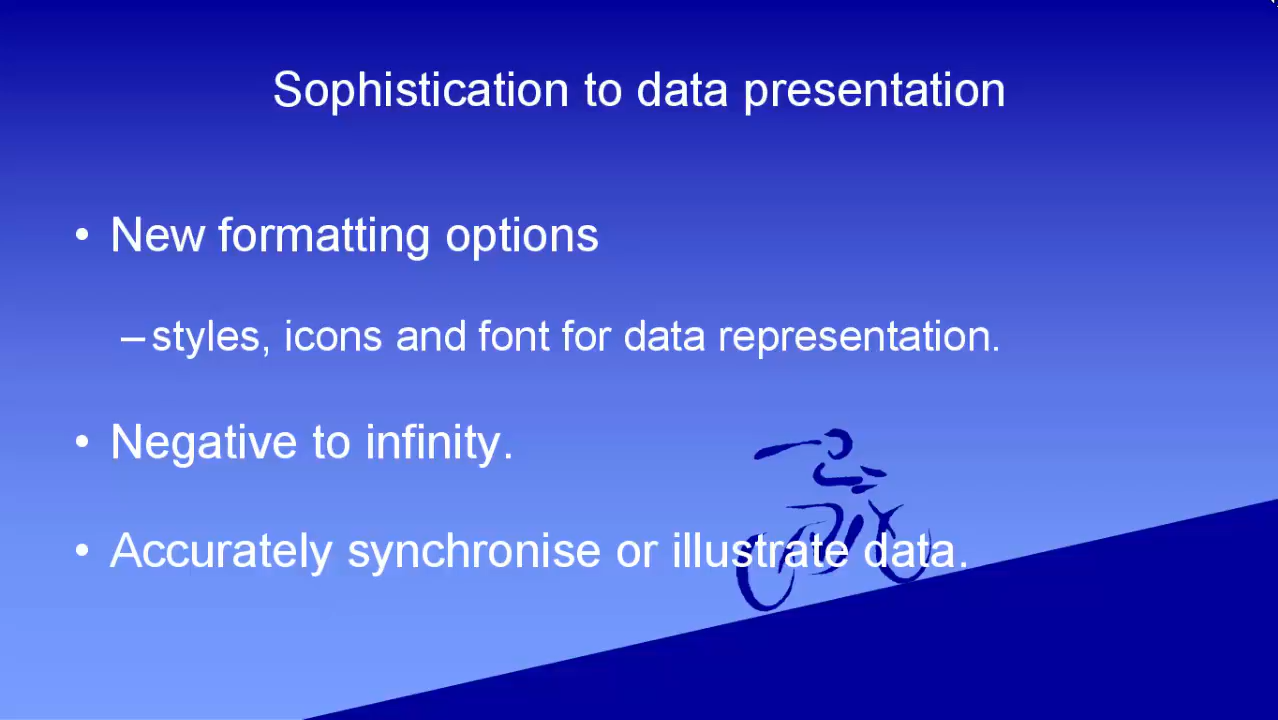 Sophistication to data presentation
• New formatting options
– styles, icons and font for data representation.
• Negative to infinity.
• Accurately synchronise or illustrate data.